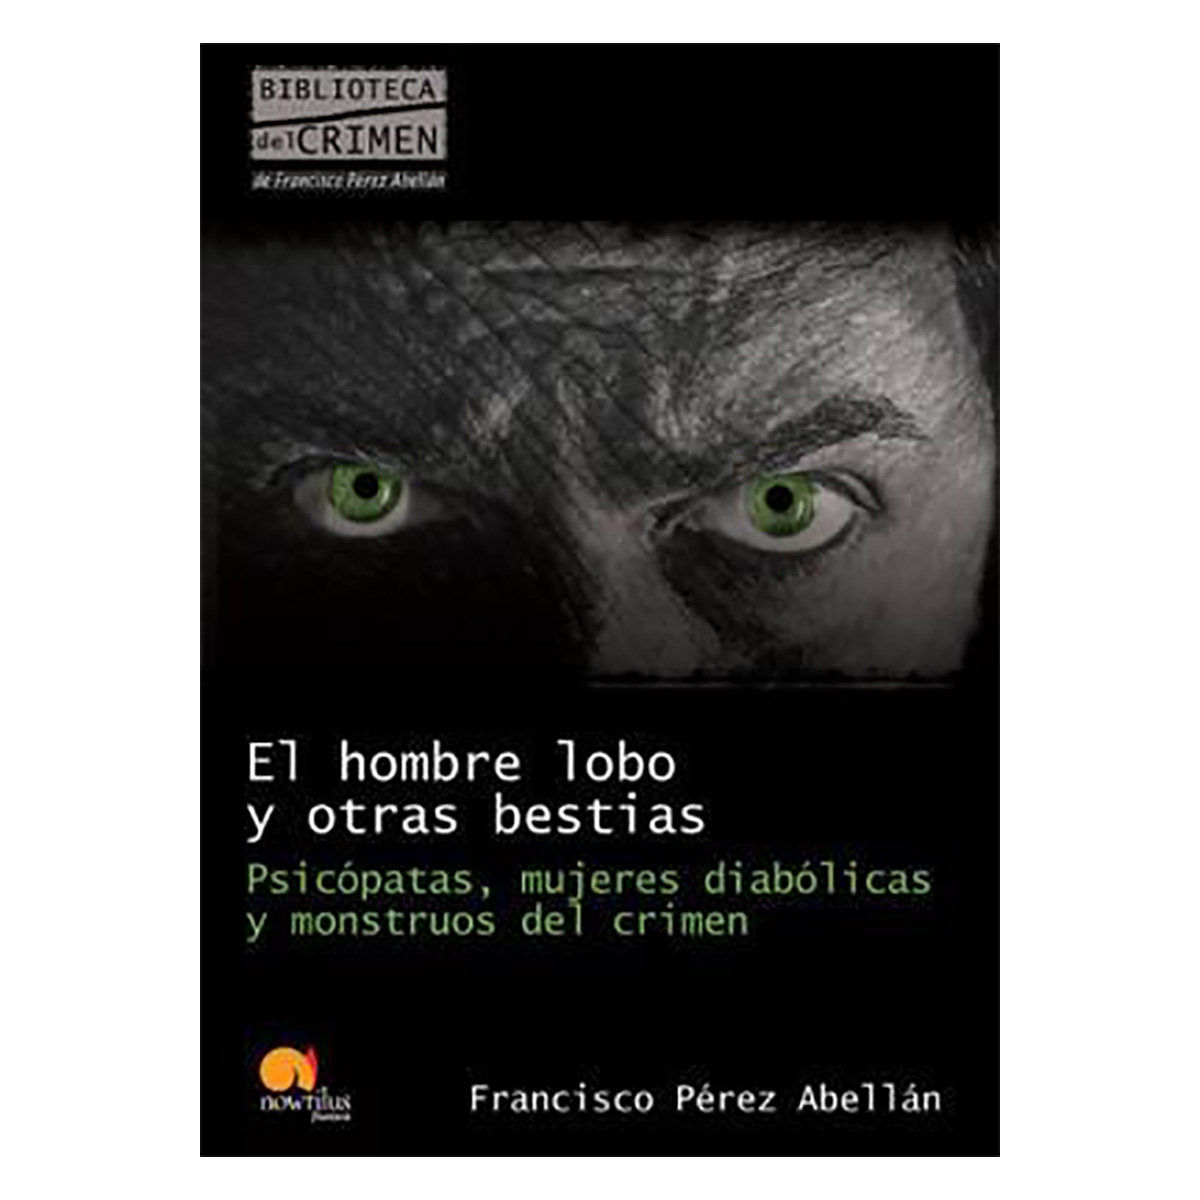 BIBLIOTECA
del CRIMEN
de Francisco Pérez Abellán
El hombre lobo
y otras bestias
Psicópatas, mujeres diabólicas
y monstruos del crimen
nowtilus
Francisco Pérez Abellán